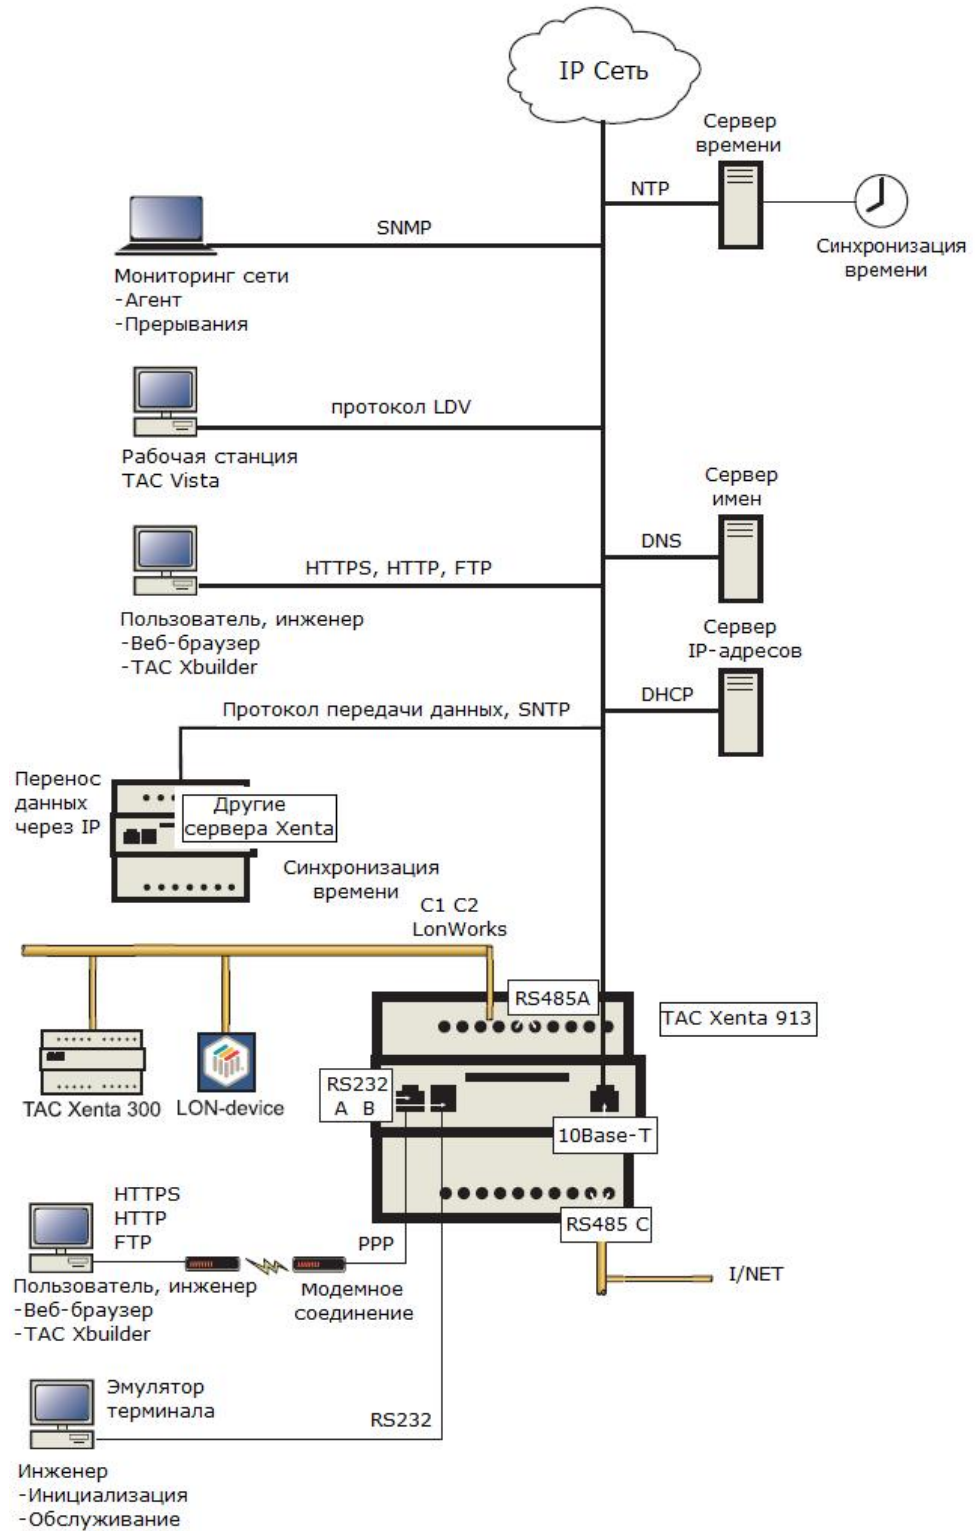 IP Сеть
Сервер
времени
NTP
Синхронизация
времени
SNMP
Мониторинг сети
-Агент
-Прерывания
протокол LDV
Рабочая станция
TAC Vista
Сервер
имен
DNS
HTTPS, HTTP, FTP
Пользователь, инженер
-Веб-браузер
-TAC Xbuilder
Сервер
IP-адресов
DHCP
Протокол передачи данных, SNTP
Перенос
данных
через IP
Другие
сервера Xenta
Синхронизация
времени
C1 C2
LonWorks
RS485A
TAC Xenta 913
RS232
A B
TAC Xenta 300
LON-device
10Base-T
HTTPS
HTTP
FTP
RS485 C
PPP
I/NET
Пользователь, инженер
-Веб-браузер
-TAC Xbuilder
Модемное
соединение
Эмулятор
терминала
RS232
Инженер
-Инициализация
-Обслуживание